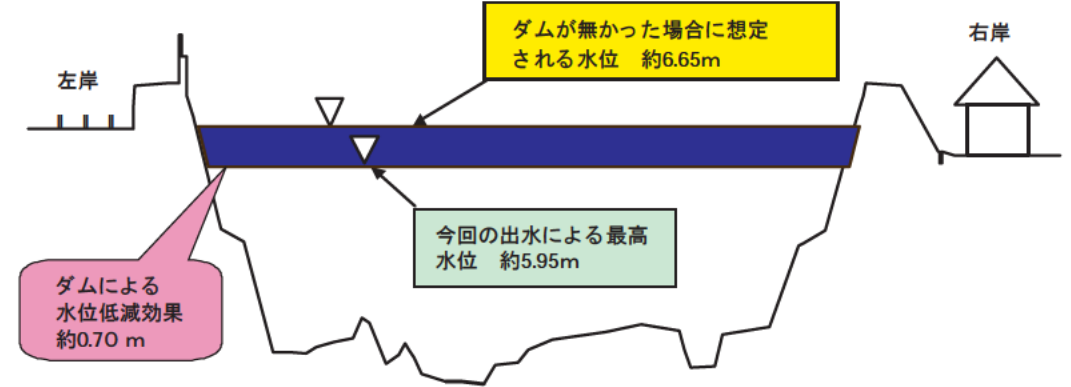 ダムが無かった場合に想定
される水位　約6.65m
右岸
左岸
今回の出水による最高
水位　約5.95m
ダムによる
水位低減効果
約0.70 m